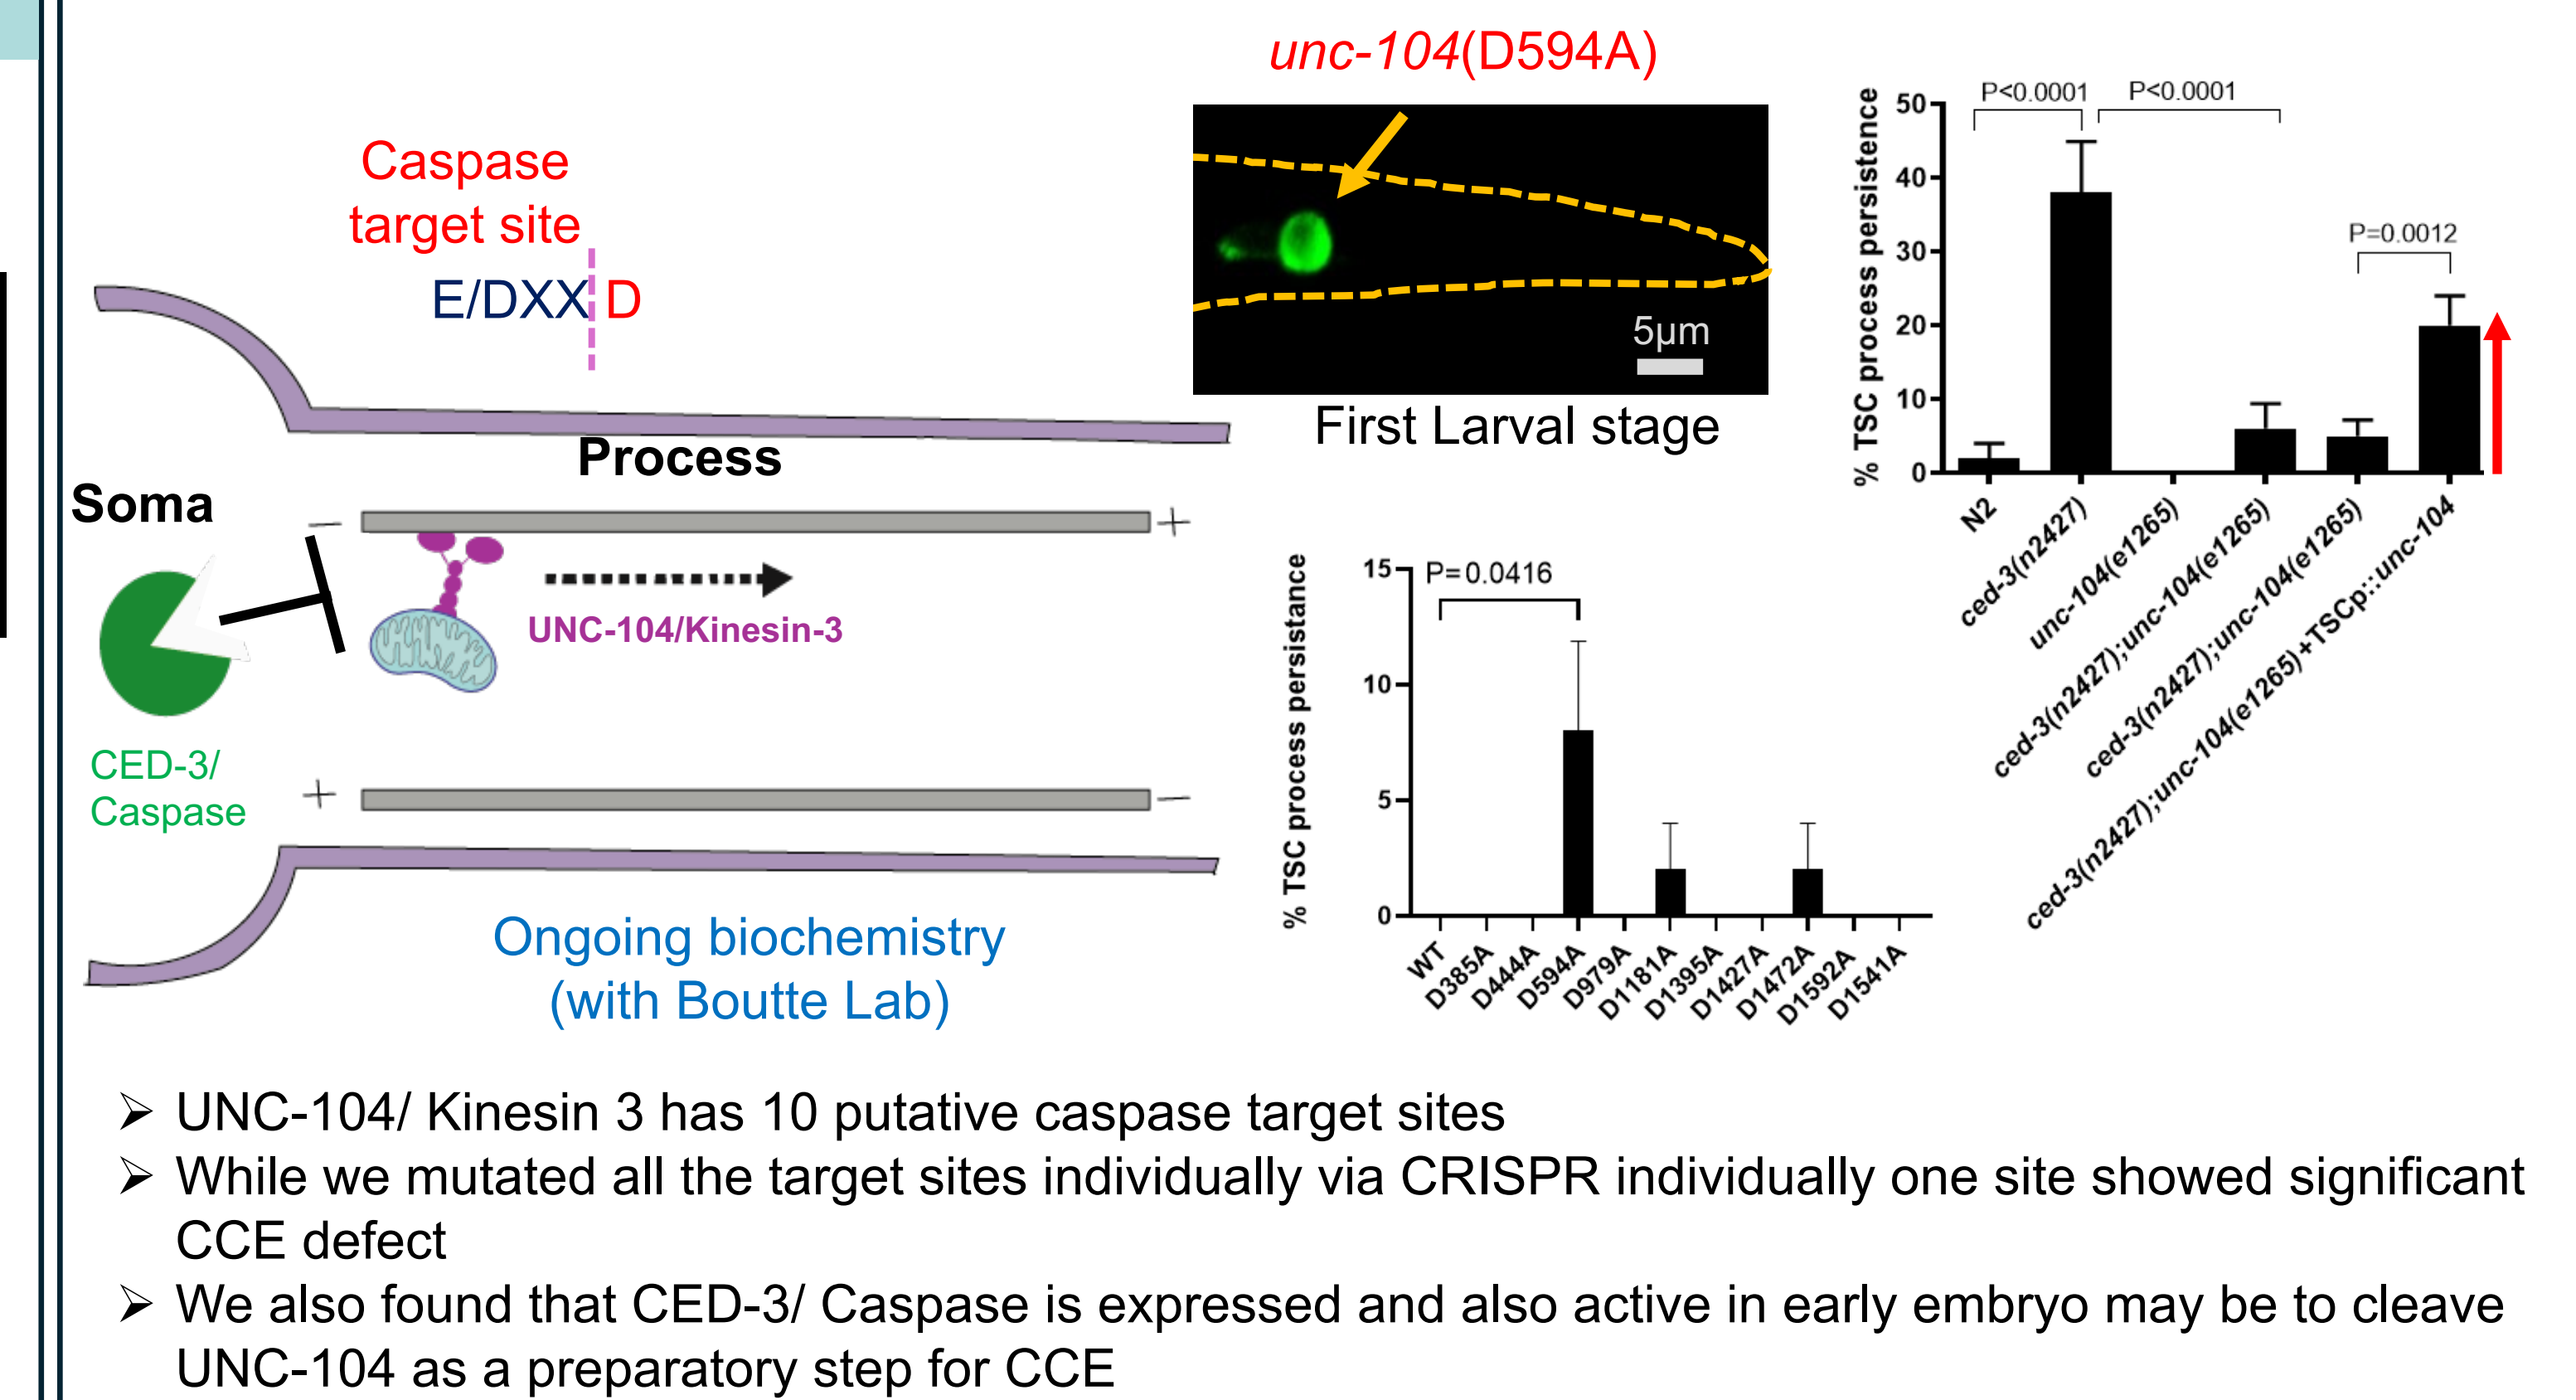 unc-104(D594A)
Caspase
target site
E/DXX D
Process
Soma
−
+
UNC-104/Kinesin-3
CED-3/
Caspase
+
−
Ongoing biochemistry
(with Boutte Lab)
5µm
First Larval stage
% TSC process persistence
50
40
30
20
10
0
P<0.0001
P<0.0001
P=0.0012
N2
ced-3(n2427)
unc-104(e1265)
ced-3(n2427);unc-104(e1265)
ced-3(n2427);unc-104(e1265)
ced-3(n2427);unc-104(e1265)+TSCp::unc-104
% TSC process persistance
15
10
5
0
P=0.0416
WT
D385A
D444A
D594A
D979A
D1181A
D1395A
D1427A
D1472A
D1592A
D1541A
➢ UNC-104/ Kinesin 3 has 10 putative caspase target sites
➢ While we mutated all the target sites individually via CRISPR individually one site showed significant
CCE defect
➢ We also found that CED-3/ Caspase is expressed and also active in early embryo may be to cleave
UNC-104 as a preparatory step for CCE